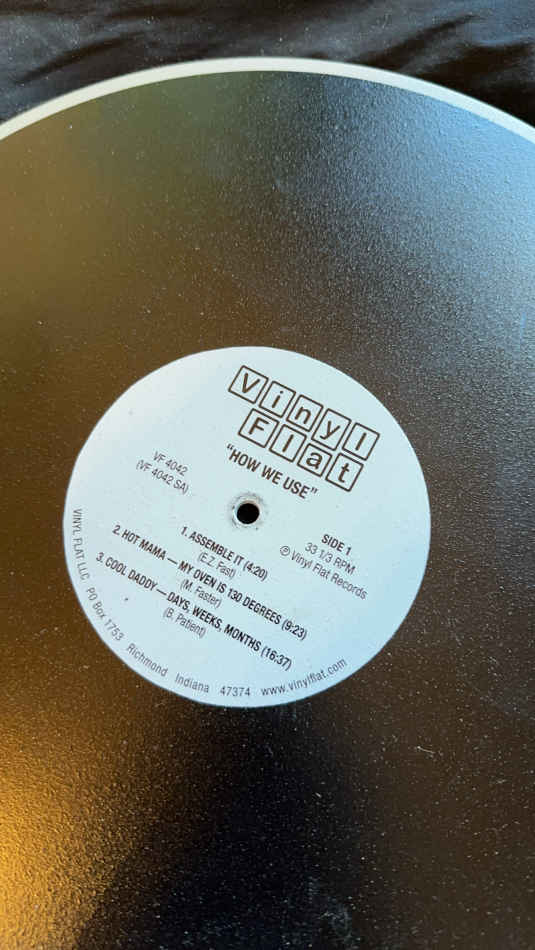 Vinyl
Flat
"HOW WE USE"
VF 4042
(VF 4042 SA)
SIDE 1
33 1/3 RPM
℗ Vinyl Flat Records
1. ASSEMBLE IT (4:20)
(E.Z. Fast)
2. HOT MAMA — MY OVEN IS 130 DEGREES (9:23)
(M. Faster)
3. COOL DADDY — DAYS, WEEKS, MONTHS (16:37)
(B. Patient)
VINYL FLAT LLC PO Box 1753 Richmond Indiana 47374 www.vinylflat.com